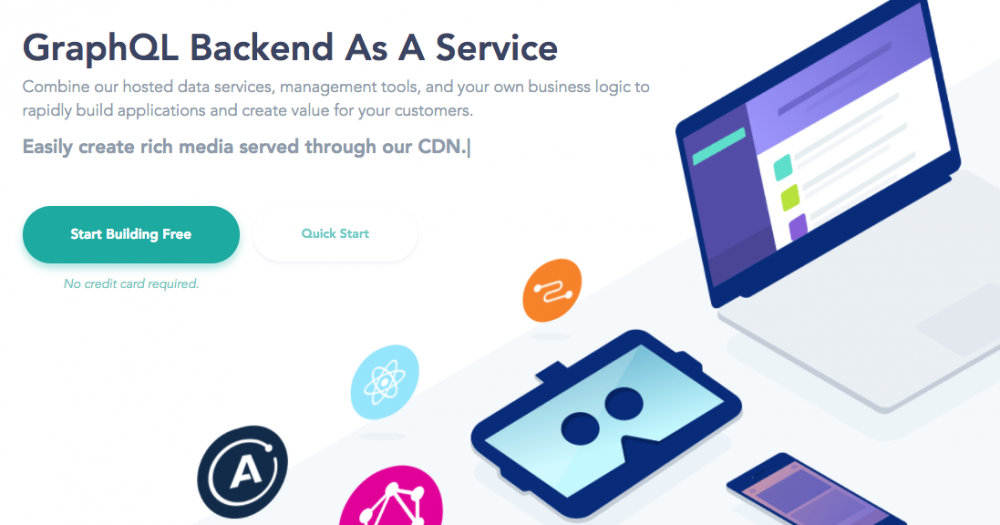 GraphQL Backend As A Service
Combine our hosted data services, management tools, and your own business logic to
rapidly build applications and create value for your customers.
Easily create rich media served through our CDN.|
Start Building Free
Quick Start
No credit card required.